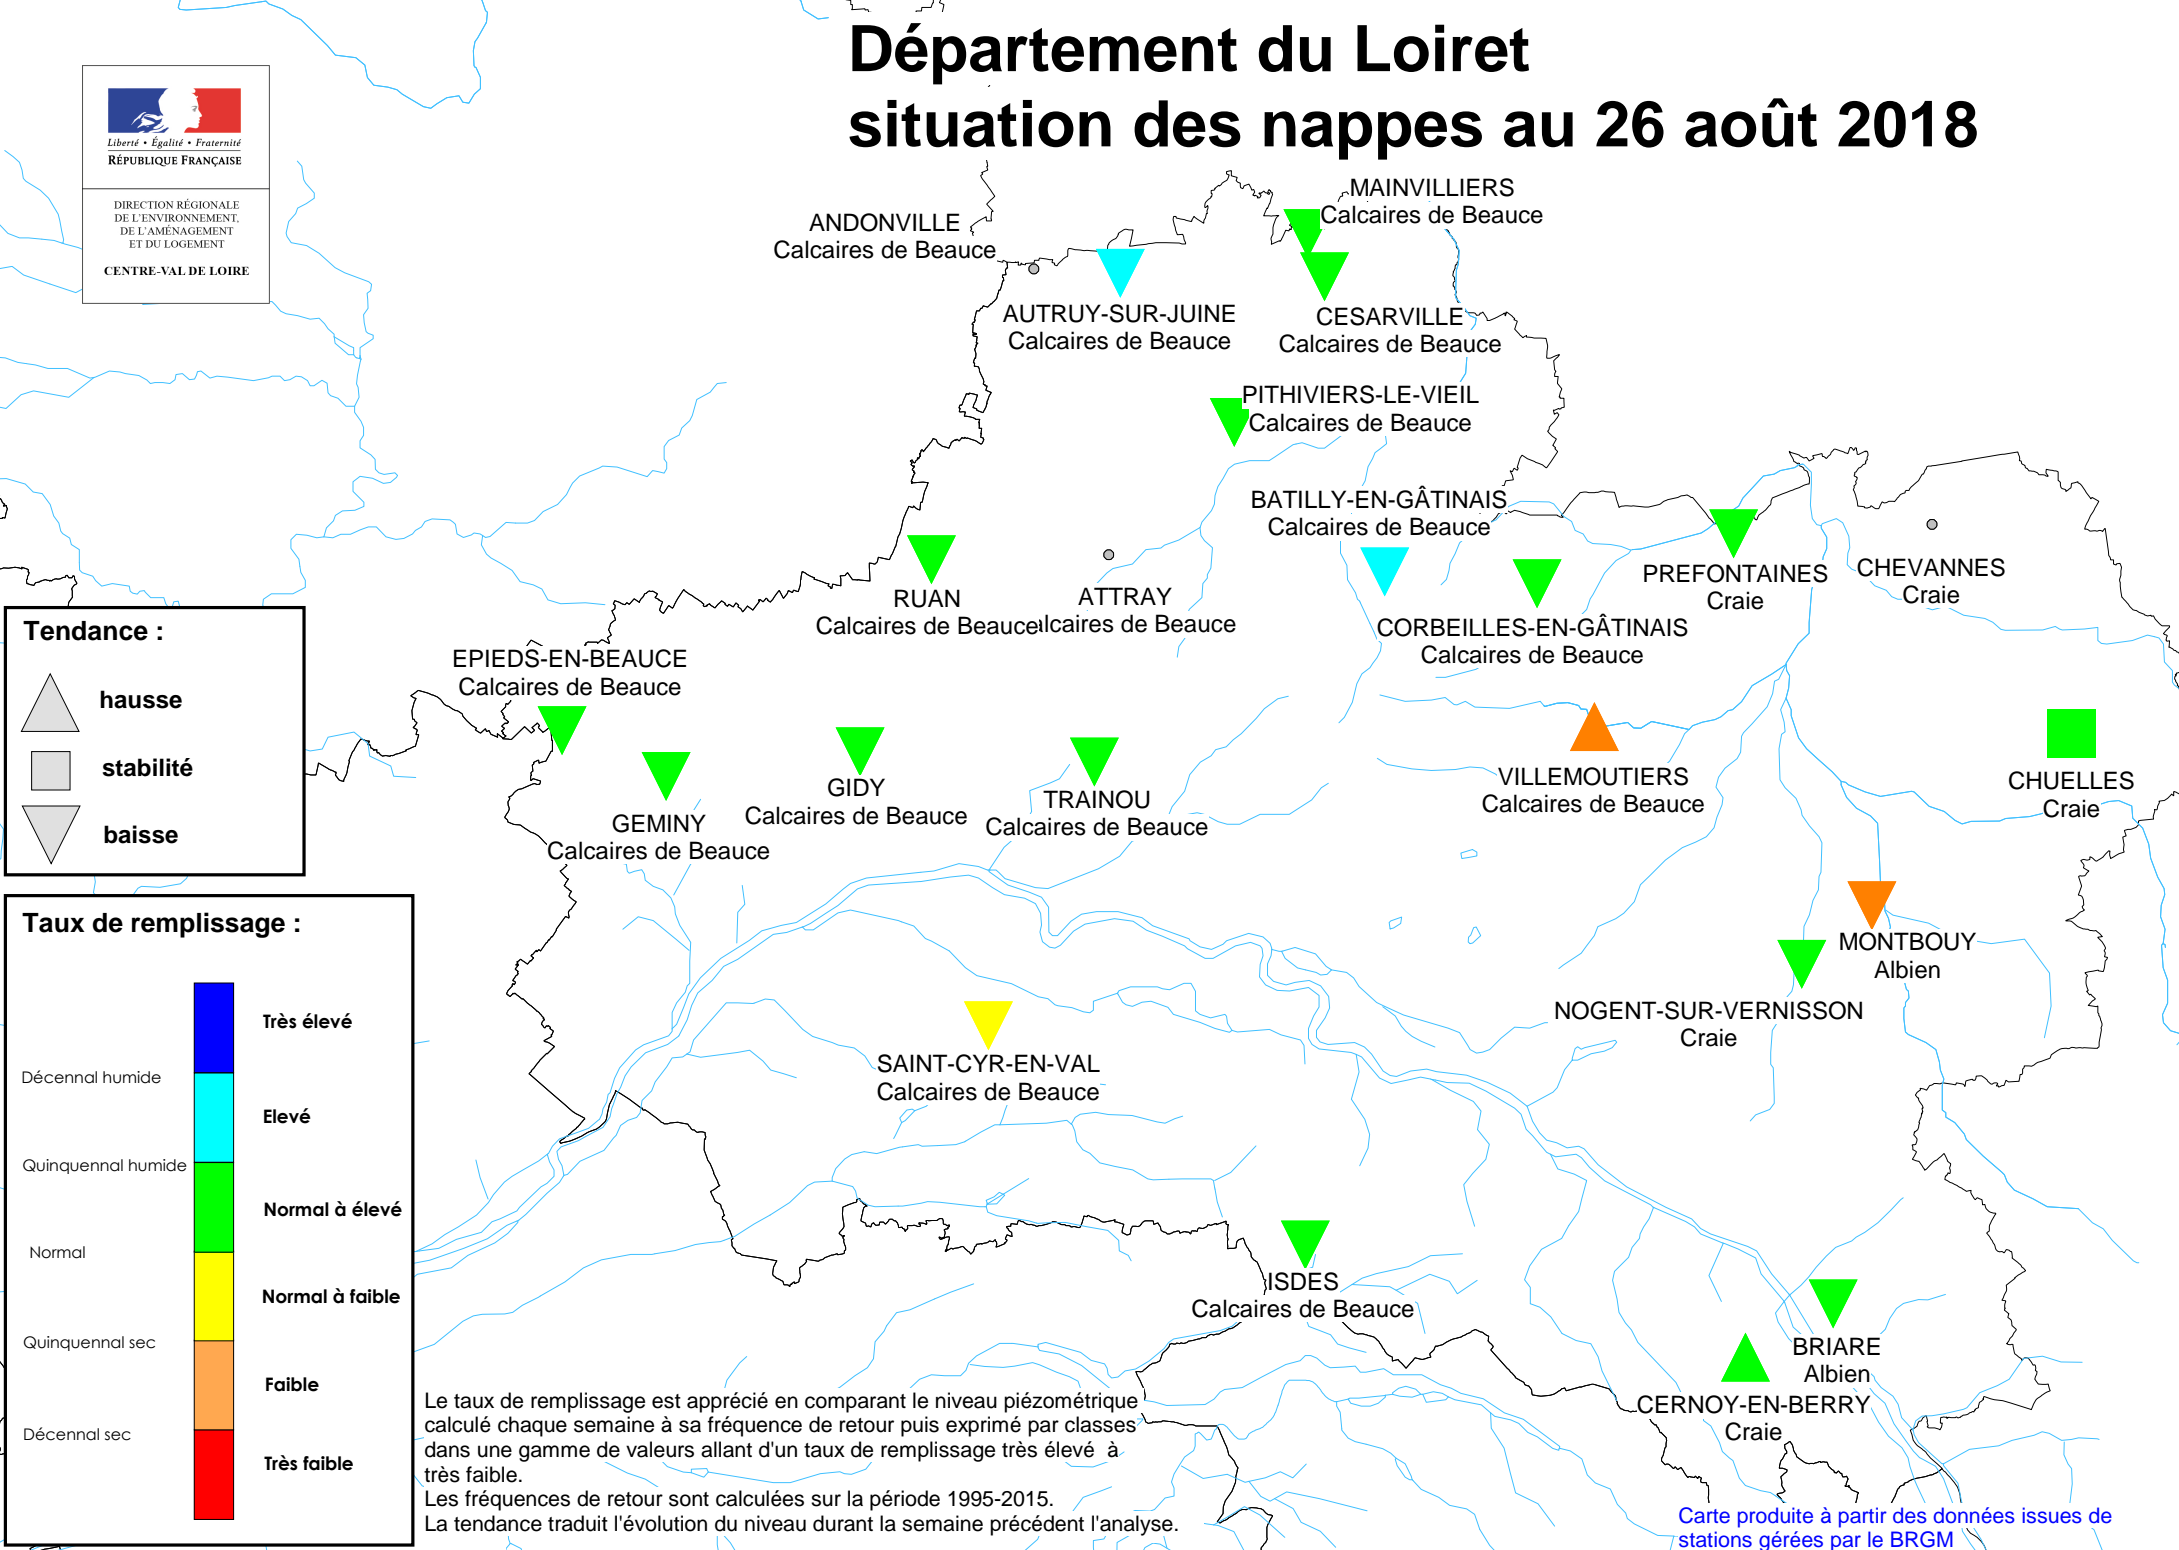 Département du Loiret
situation des nappes au 26 août 2018
Liberté • Égalité • Fraternité
RÉPUBLIQUE FRANÇAISE
DIRECTION RÉGIONALE
DE L'ENVIRONNEMENT,
DE L'AMÉNAGEMENT
ET DU LOGEMENT
CENTRE-VAL DE LOIRE
MAINVILLIERS
Calcaires de Beauce
ANDONVILLE
Calcaires de Beauce
AUTRUY-SUR-JUINE
Calcaires de Beauce
CESARVILLE
Calcaires de Beauce
PITHIVIERS-LE-VIEIL
Calcaires de Beauce
BATILLY-EN-GÂTINAIS
Calcaires de Beauce
PREFONTAINES
Craie
CHEVANNES
Craie
RUAN
Calcaires de Beauce
ATTRAY
alcaires de Beauce
CORBEILLES-EN-GÂTINAIS
Calcaires de Beauce
EPIEDS-EN-BEAUCE
Calcaires de Beauce
VILLEMOUTIERS
Calcaires de Beauce
CHUELLES
Craie
GIDY
Calcaires de Beauce
TRAINOU
Calcaires de Beauce
GEMINY
Calcaires de Beauce
MONTBOUY
Albien
NOGENT-SUR-VERNISSON
Craie
SAINT-CYR-EN-VAL
Calcaires de Beauce
ISDES
Calcaires de Beauce
BRIARE
Albien
CERNOY-EN-BERRY
Craie
Tendance :
hausse
stabilité
baisse
Taux de remplissage :
Très élevé
Décennal humide
Elevé
Quinquennal humide
Normal à élevé
Normal
Normal à faible
Quinquennal sec
Faible
Décennal sec
Très faible
Le taux de remplissage est apprécié en comparant le niveau piézométrique
calculé chaque semaine à sa fréquence de retour puis exprimé par classes
dans une gamme de valeurs allant d'un taux de remplissage très élevé à
très faible.
Les fréquences de retour sont calculées sur la période 1995-2015.
La tendance traduit l'évolution du niveau durant la semaine précédent l'analyse.
Carte produite à partir des données issues de
stations gérées par le BRGM